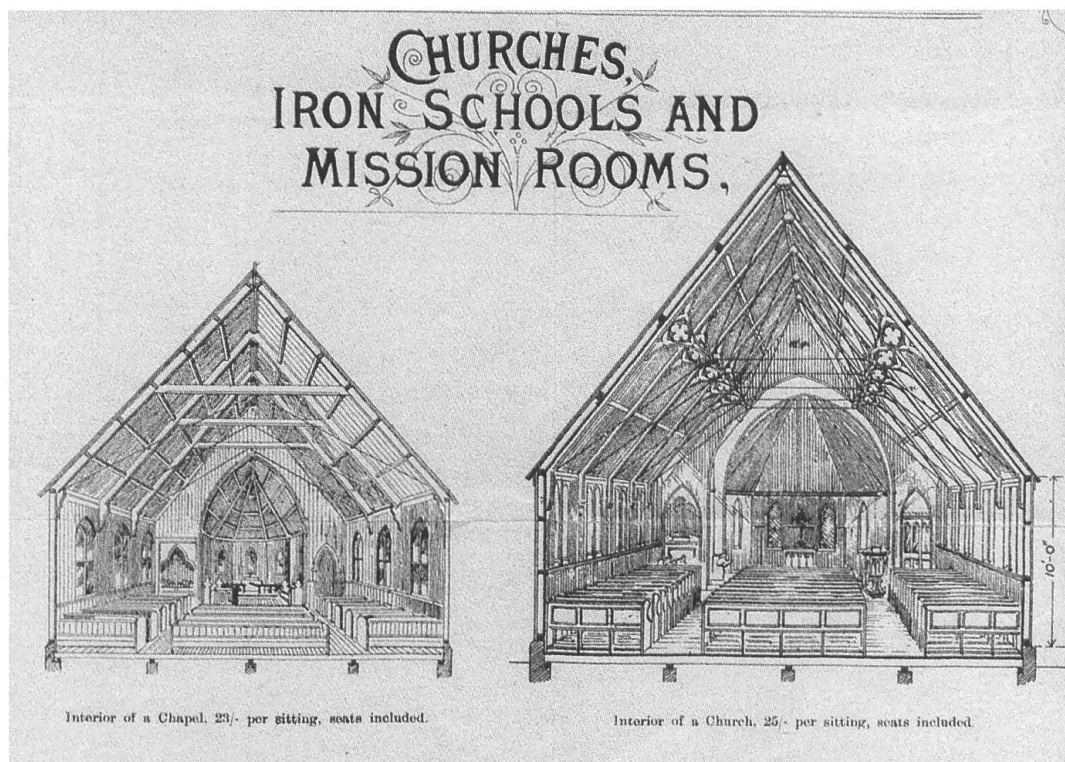 CHURCHES,
IRON SCHOOLS AND
MISSION ROOMS,
10'-0"
Interior of a Chapel, 23/- per sitting, seats included.
Interior of a Church, 25/- per sitting, seats included.